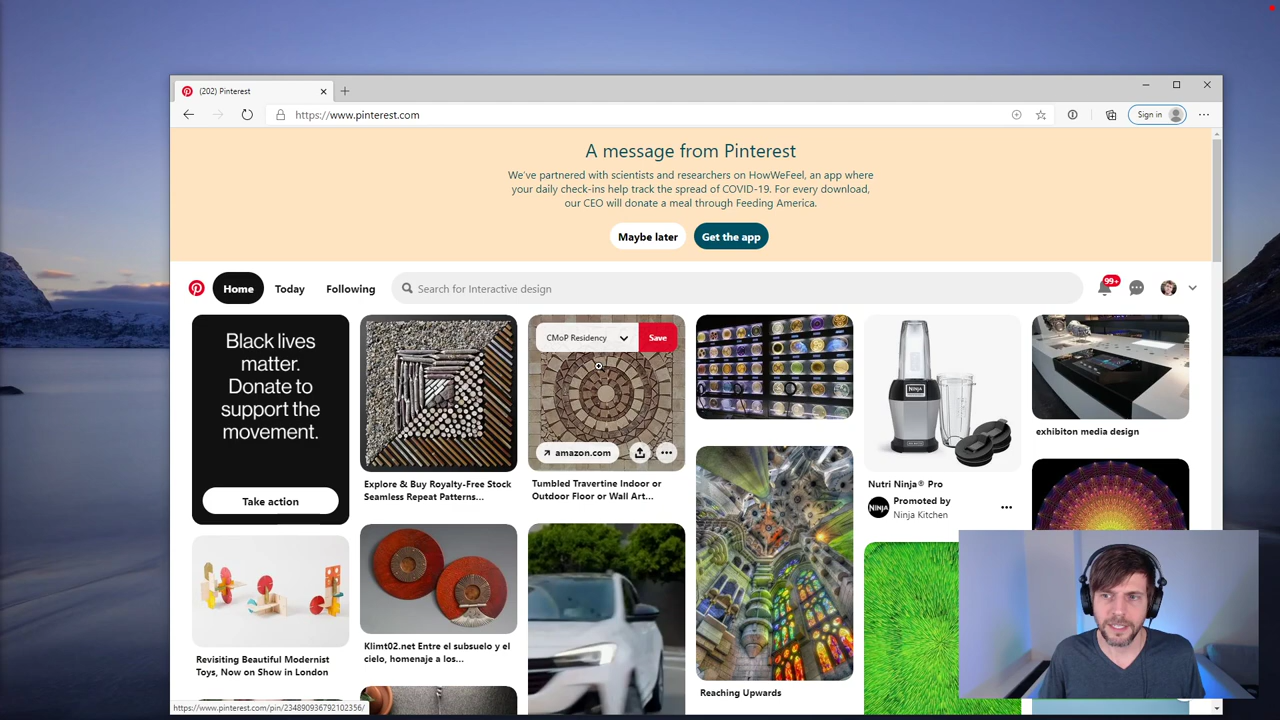 (202) Pinterest
https://www.pinterest.com
Sign in
A message from Pinterest
We've partnered with scientists and researchers on HowWeFeel, an app where
your daily check-ins help track the spread of COVID-19. For every download,
our CEO will donate a meal through Feeding America.
Maybe later
Get the app
Home
Today
Following
Search for Interactive design
99+
Black lives
matter.
Donate to
support the
movement.
Take action
Explore & Buy Royalty-Free Stock
Seamless Repeat Patterns...
CMoP Residency
Save
amazon.com
Tumbled Travertine Indoor or
Outdoor Floor or Wall Art...
NINJA
Nutri Ninja® Pro
NINJA
Promoted by
Ninja Kitchen
exhibiton media design
Revisiting Beautiful Modernist
Toys, Now on Show in London
Klimt02.net Entre el subsuelo y el
cielo, homenaje a los...
Reaching Upwards
https://www.pinterest.com/pin/234890936792102356/